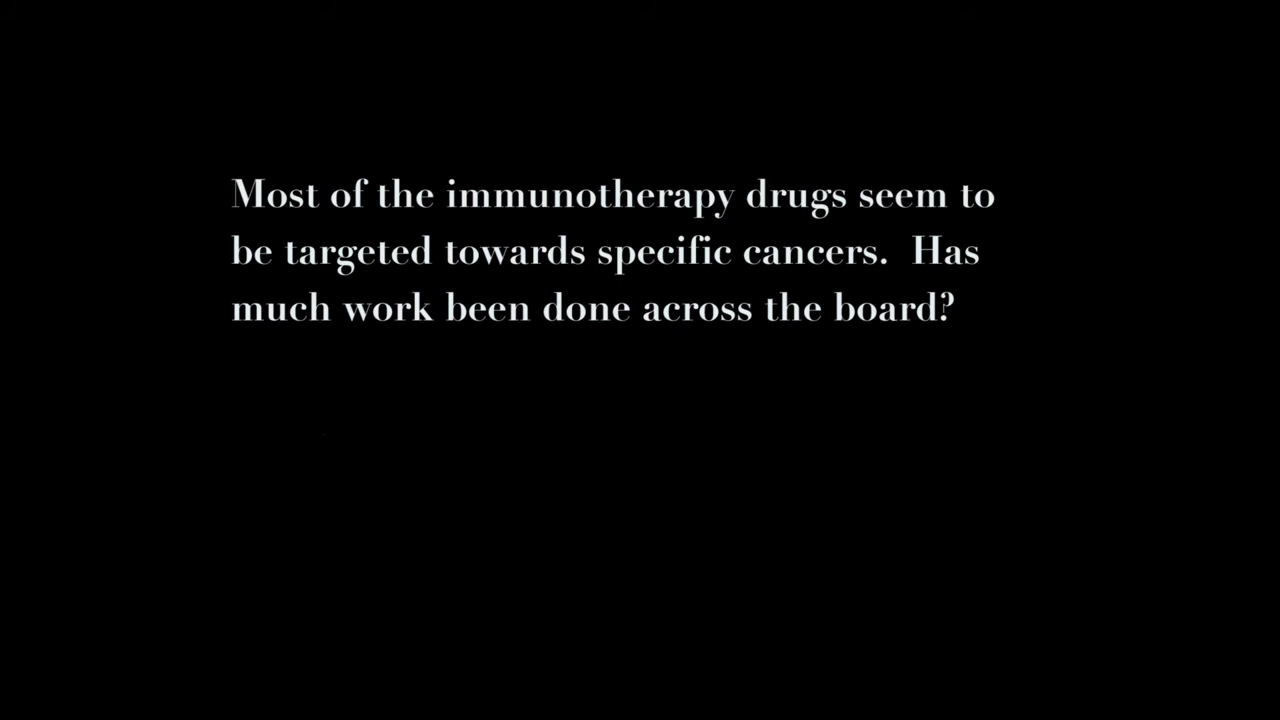 Most of the immunotherapy drugs seem to
be targeted towards specific cancers.  Has
much work been done across the board?